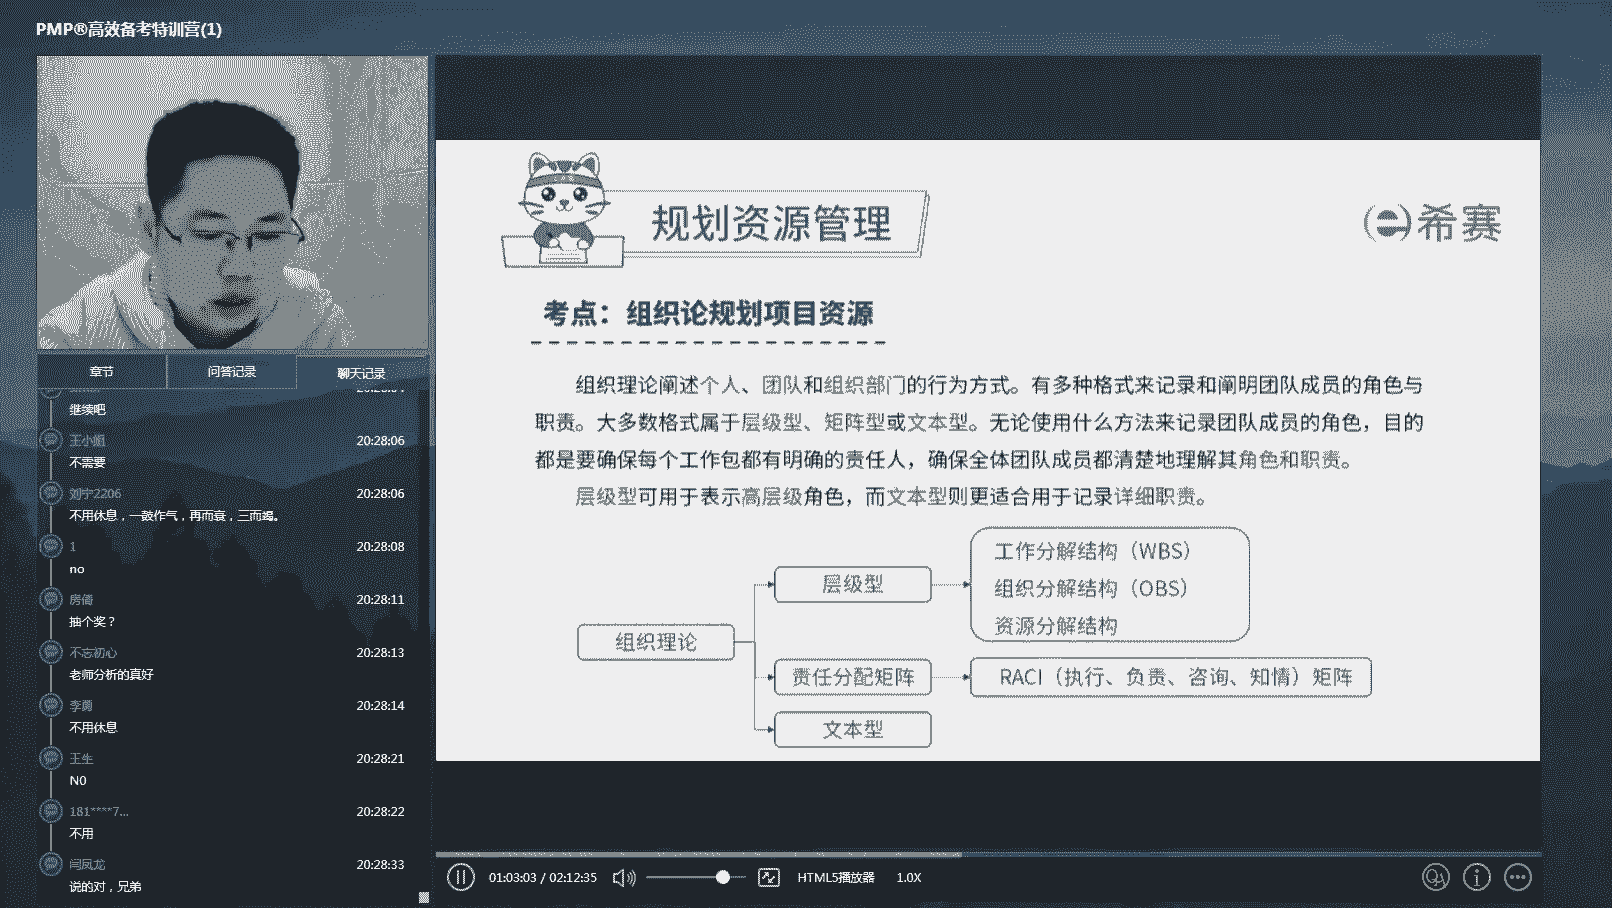 PMP®高效备考特训营(1)
章节
问答记录
聊天记录
继续吧
王小姐
20:28:06
不需要
刘宁2206
20:28:06
不用休息，一鼓作气，再而衰，三而竭。
1
20:28:08
no
房倩
20:28:11
抽个奖？
不忘初心
20:28:13
老师分析的真好
李勇
20:28:14
不用休息
王生
20:28:21
NO
181****7...
20:28:22
不用
闫凤龙
20:28:33
说的对，兄弟
规划资源管理
希赛
考点：组织论规划项目资源
组织理论阐述个人、团队和组织部门的行为方式。有多种格式来记录和阐明团队成员的角色与
职责。大多数格式属于层级型、矩阵型或文本型。无论使用什么方法来记录团队成员的角色，目的
都是要确保每个工作包都有明确的责任人，确保全体团队成员都清楚地理解其角色和职责。
层级型可用于表示高层级角色，而文本型则更适合用于记录详细职责。
组织理论
层级型
工作分解结构（WBS）
组织分解结构（OBS）
资源分解结构
责任分配矩阵
RACI（执行、负责、咨询、知情）矩阵
文本型
01:03:03 / 02:12:35
HTML5播放器
1.0X